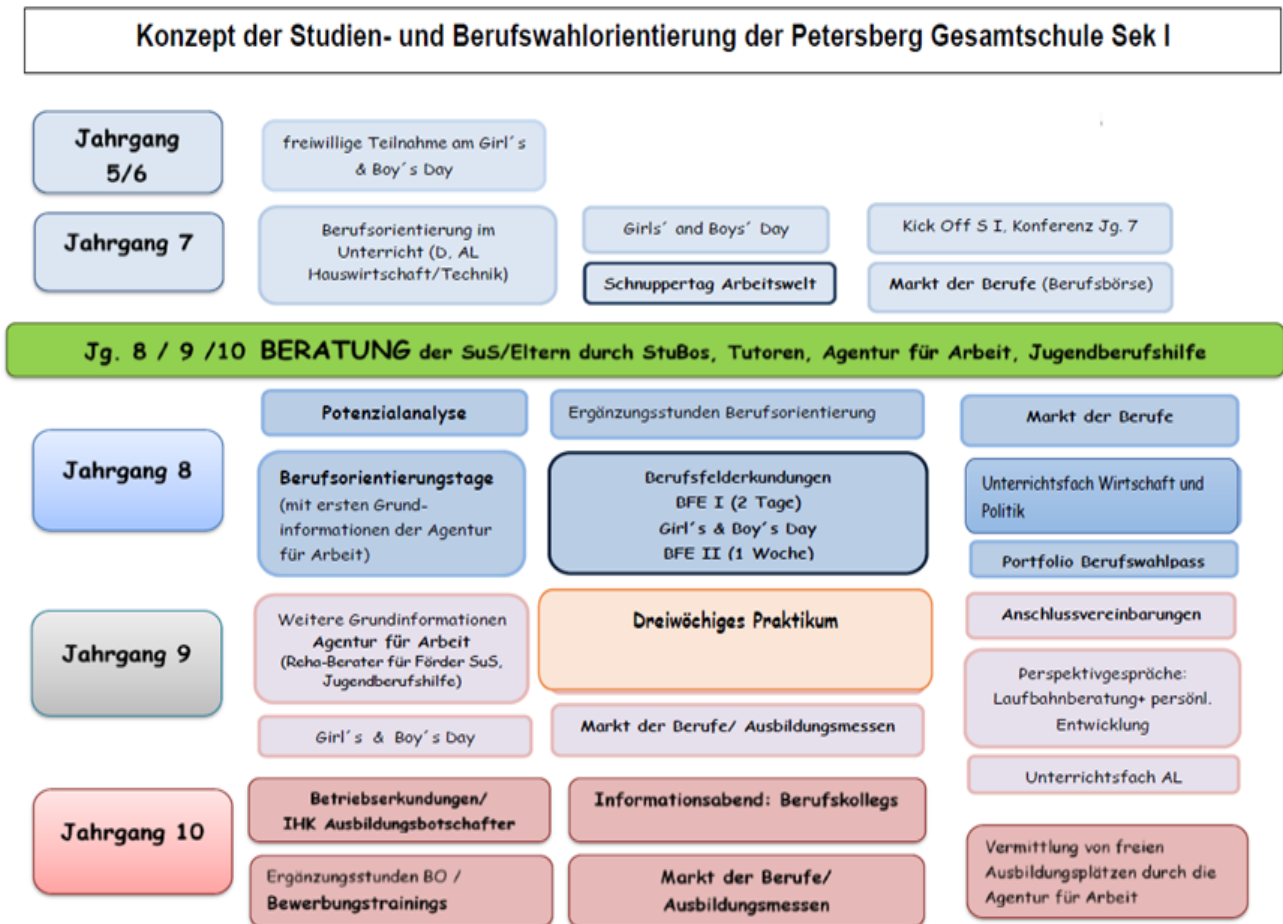 Konzept der Studien- und Berufswahlorientierung der Petersberg Gesamtschule Sek I
Jahrgang
5/6
freiwillige Teilnahme am Girl´s
& Boy´s Day
Jahrgang 7
Berufsorientierung im
Unterricht (D, AL
Hauswirtschaft/Technik)
Girls´ and Boys´ Day
Schnuppertag Arbeitswelt
Kick Off S I, Konferenz Jg. 7
Markt der Berufe (Berufsbörse)
Jg. 8 / 9 /10 BERATUNG der SuS/Eltern durch StuBos, Tutoren, Agentur für Arbeit, Jugendberufshilfe
Jahrgang 8
Potenzialanalyse
Berufsorientierungstage
(mit ersten Grund-
informationen der Agentur
für Arbeit)
Ergänzungsstunden Berufsorientierung
Berufsfelderkundungen
BFE I (2 Tage)
Girl´s & Boy´s Day
BFE II (1 Woche)
Markt der Berufe
Unterrichtsfach Wirtschaft und
Politik
Portfolio Berufswahlpass
Jahrgang 9
Weitere Grundinformationen
Agentur für Arbeit
(Reha-Berater für Förder SuS,
Jugendberufshilfe)
Girl´s & Boy´s Day
Dreiwöchiges Praktikum
Markt der Berufe/ Ausbildungsmessen
Anschlussvereinbarungen
Perspektivgespräche:
Laufbahnberatung+ persönl.
Entwicklung
Unterrichtsfach AL
Jahrgang 10
Betriebserkundungen/
IHK Ausbildungsbotschafter
Ergänzungsstunden BO /
Bewerbungstrainings
Informationsabend: Berufskollegs
Markt der Berufe/
Ausbildungsmessen
Vermittlung von freien
Ausbildungsplätzen durch die
Agentur für Arbeit